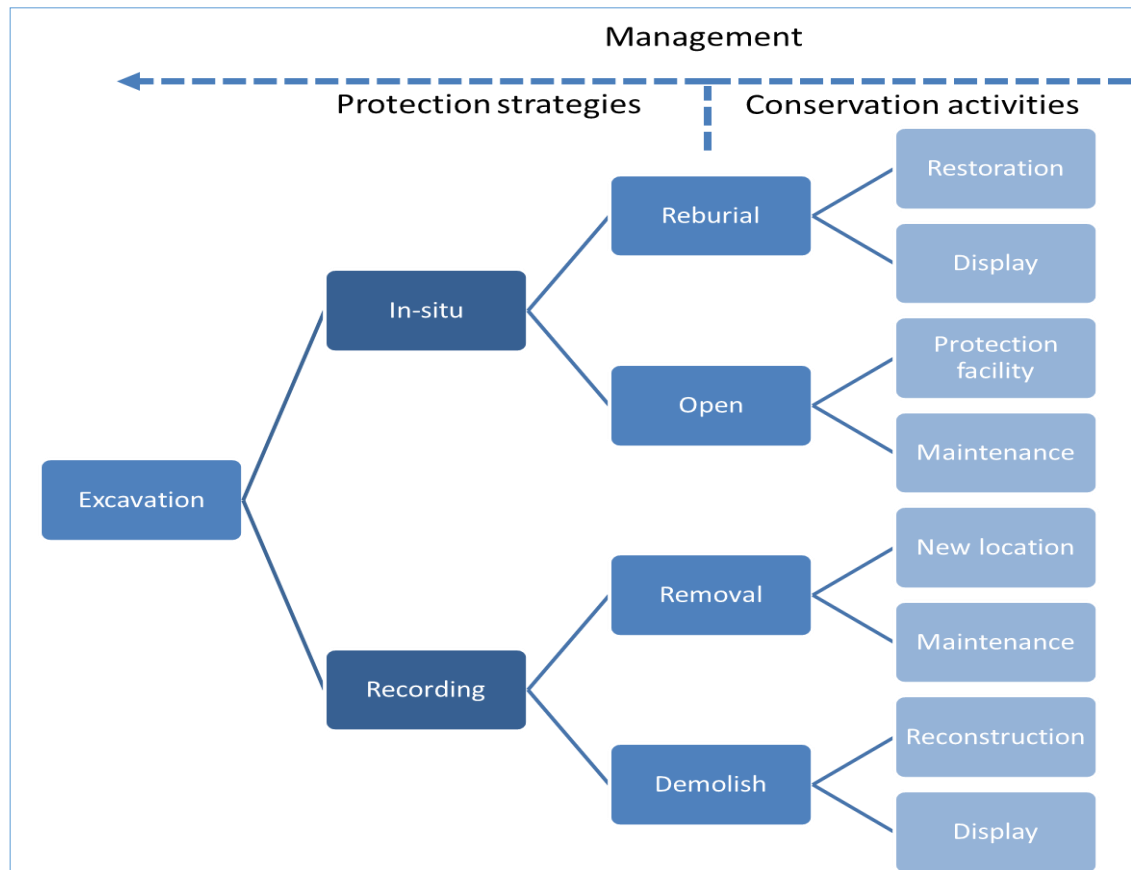 Management
Protection strategies
Conservation activities
Restoration
Reburial
Display
In-situ
Protection
facility
Open
Maintenance
Excavation
New location
Removal
Maintenance
Recording
Reconstruction
Demolish
Display